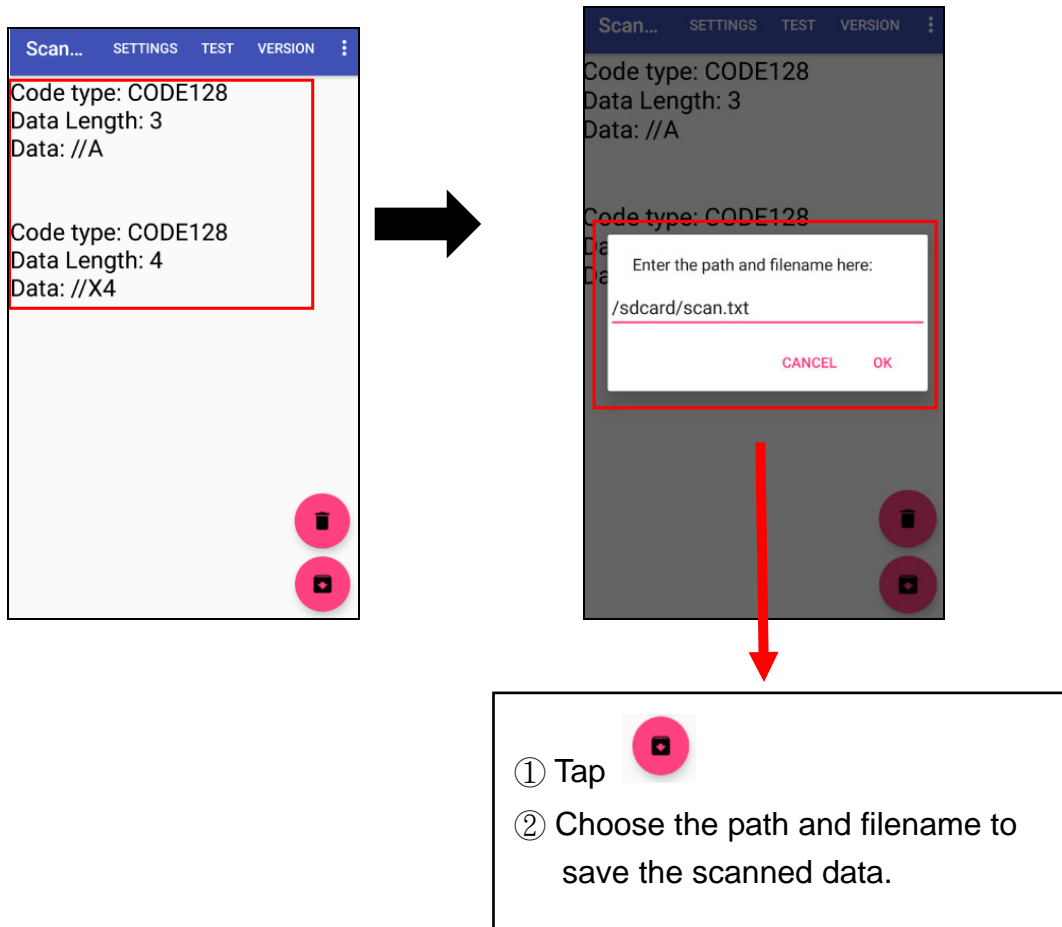 Scan... SETTINGS TEST VERSION
Code type: CODE128
Data Length: 3
Data: //A
Code type: CODE128
Data Length: 4
Data: //X4
Scan... SETTINGS TEST VERSION
Code type: CODE128
Data Length: 3
Data: //A
Code type: CODE128
Da
Da
Enter the path and filename here:
/sdcard/scan.txt
CANCEL OK
① Tap
② Choose the path and filename to
save the scanned data.